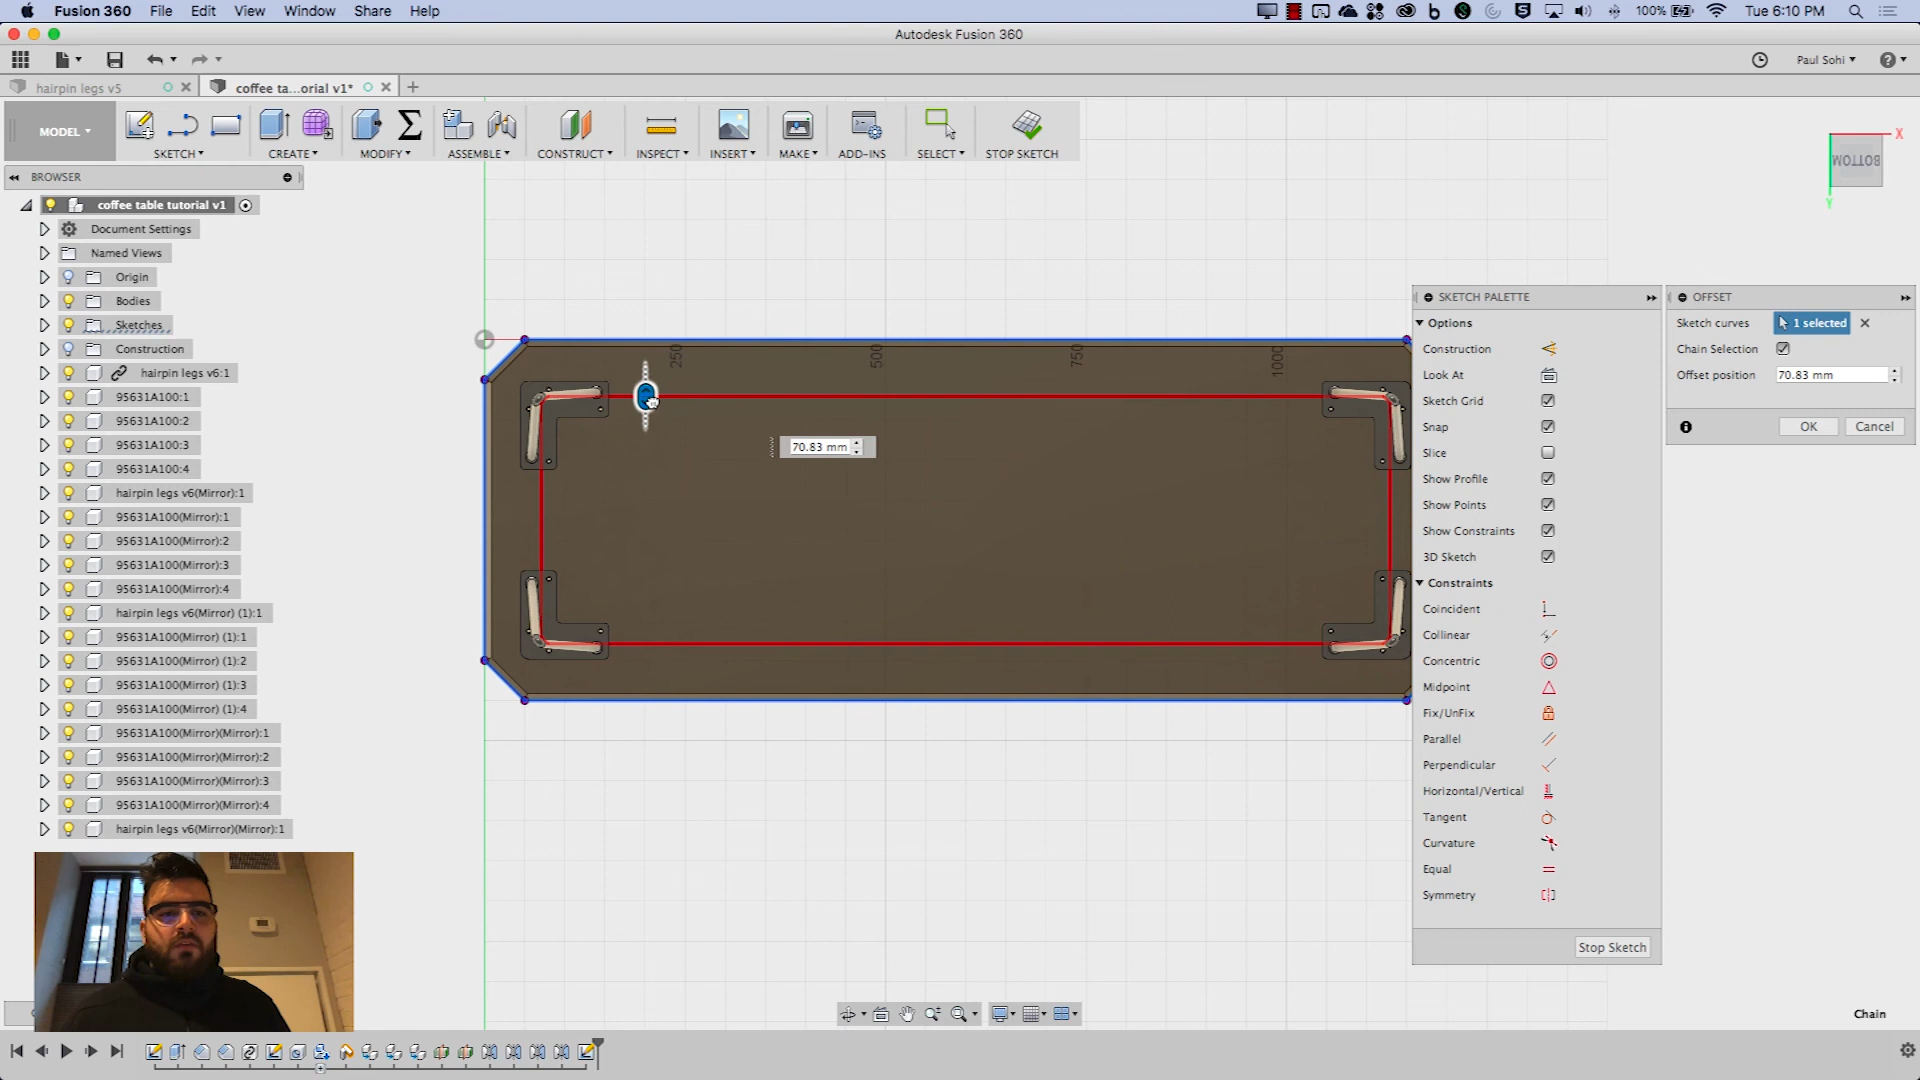 Fusion 360 File Edit View Window Share Help
100% Tue 6:10 PM
Autodesk Fusion 360
Paul Sohi
hairpin legs v5
coffee ta...orial v1*
MODEL
SKETCH
CREATE
MODIFY
ASSEMBLE
CONSTRUCT
INSPECT
INSERT
MAKE
ADD-INS
SELECT
STOP SKETCH
BROWSER
coffee table tutorial v1
Document Settings
Named Views
Origin
Bodies
Sketches
Construction
hairpin legs v6:1
95631A100:1
95631A100:2
95631A100:3
95631A100:4
hairpin legs v6(Mirror):1
95631A100(Mirror):1
95631A100(Mirror):2
95631A100(Mirror):3
95631A100(Mirror):4
hairpin legs v6(Mirror) (1):1
95631A100(Mirror) (1):1
95631A100(Mirror) (1):2
95631A100(Mirror) (1):3
95631A100(Mirror) (1):4
95631A100(Mirror)(Mirror):1
95631A100(Mirror)(Mirror):2
95631A100(Mirror)(Mirror):3
95631A100(Mirror)(Mirror):4
hairpin legs v6(Mirror)(Mirror):1
X
BOTTOM
Y
250
500
750
1000
70.83 mm
SKETCH PALETTE
Options
Construction
Look At
Sketch Grid
Snap
Slice
Show Profile
Show Points
Show Constraints
3D Sketch
Constraints
Coincident
Collinear
Concentric
Midpoint
Fix/UnFix
Parallel
Perpendicular
Horizontal/Vertical
Tangent
Curvature
Equal
Symmetry
Stop Sketch
OFFSET
Sketch curves 1 selected
Chain Selection
Offset position 70.83 mm
OK Cancel
Chain